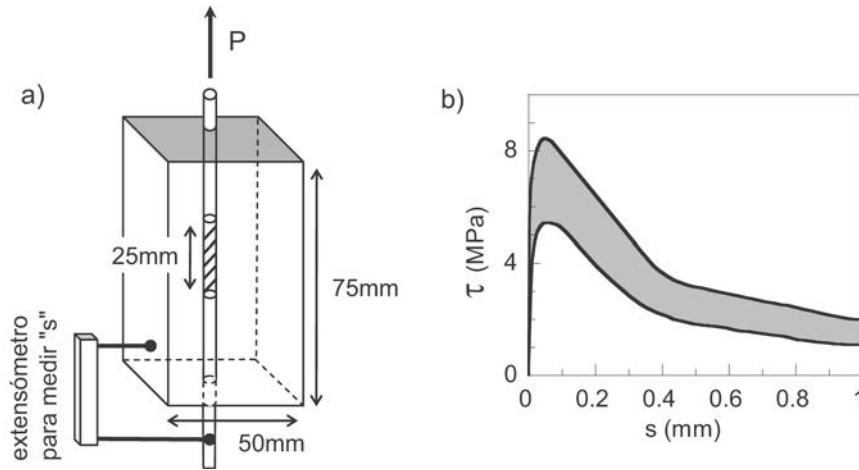 P
a)
25mm
75mm
50mm
extensómetro
para medir "s"
b)
τ (MPa)
8
4
0
0
0.2
0.4
0.6
0.8
1
s (mm)